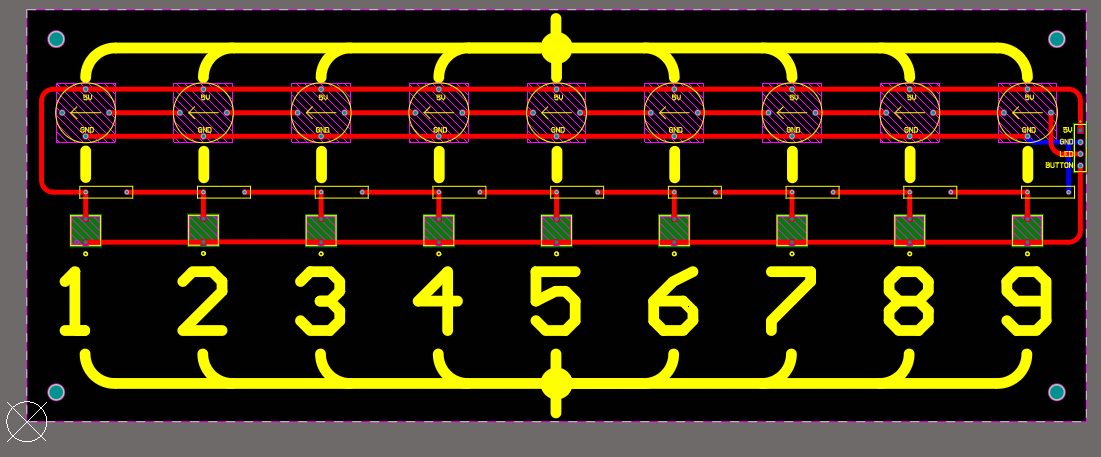 5V 5V 5V 5V 5V 5V 5V 5V 5V
GND GND GND GND GND GND GND GND GND
5V
GND
LED
BUTTON
1 2 3 4 5 6 7 8 9